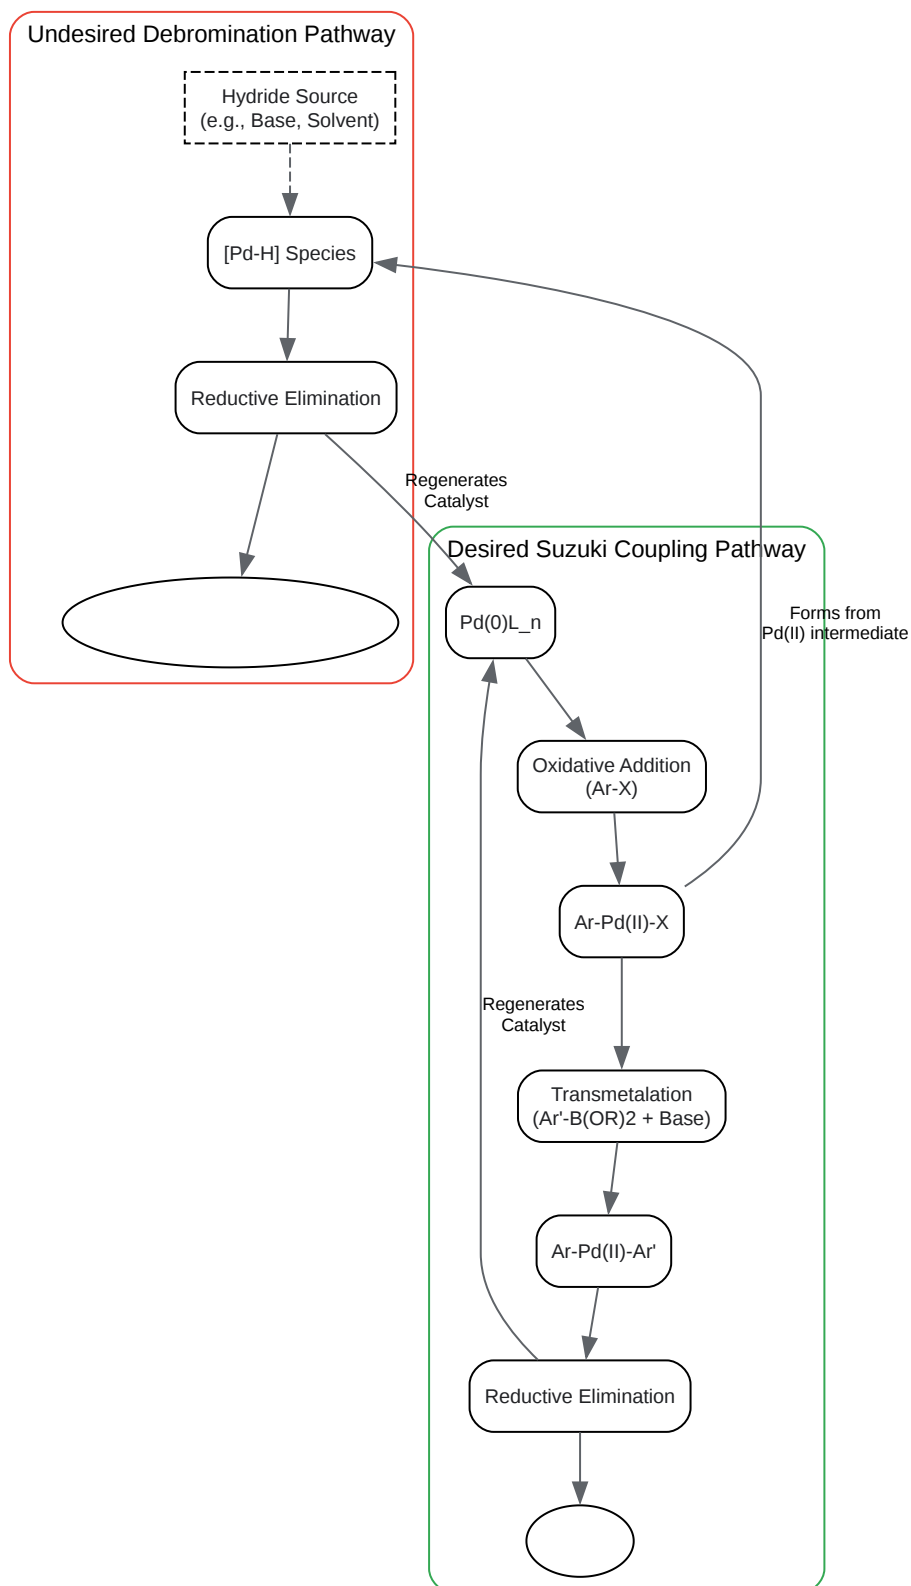 Undesired Debromination Pathway
Hydride Source
(e.g., Base, Solvent)
[Pd-H] Species
Reductive Elimination
Regenerates
Catalyst
Desired Suzuki Coupling Pathway
Pd(0)L_n
Forms from
Pd(II) intermediate
Oxidative Addition
(Ar-X)
Ar-Pd(II)-X
Regenerates
Catalyst
Transmetalation
(Ar'-B(OR)2 + Base)
Ar-Pd(II)-Ar'
Reductive Elimination